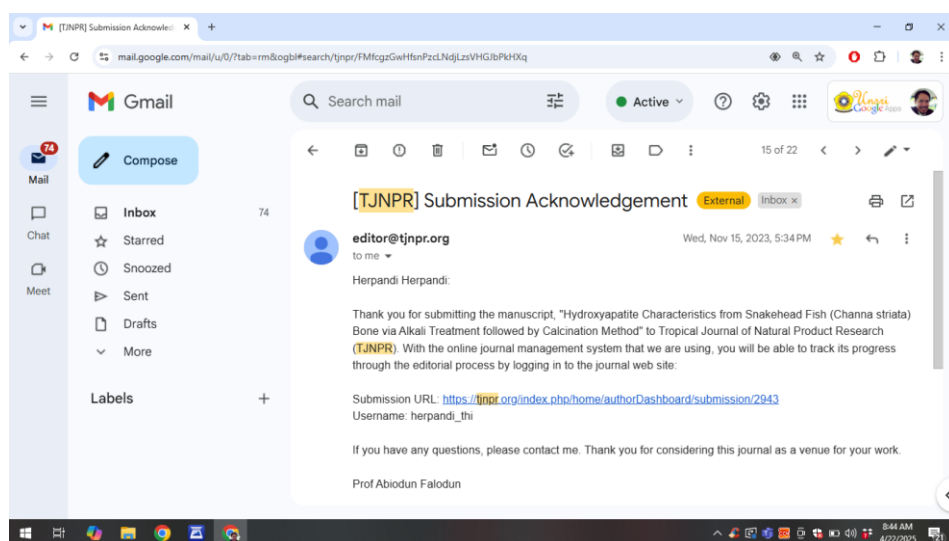 [TJNPR] Submission Acknowled
mail.google.com/mail/u/0/?tab=rm&ogbl#search/tjnpr/FMfcgzGwHfsnPzcLNdjLzsVHGJbPkHXq
Gmail
Search mail
Active
Google Apps
74
Mail
Chat
Meet
Compose
Inbox 74
Starred
Snoozed
Sent
Drafts
More
Labels
15 of 22
[TJNPR] Submission Acknowledgement External Inbox ×
editor@tjnpr.org Wed, Nov 15, 2023, 5:34 PM
to me
Herpandi Herpandi:
Thank you for submitting the manuscript, "Hydroxyapatite Characteristics from Snakehead Fish (Channa striata)
Bone via Alkali Treatment followed by Calcination Method" to Tropical Journal of Natural Product Research
(TJNPR). With the online journal management system that we are using, you will be able to track its progress
through the editorial process by logging in to the journal web site:
Submission URL: https://tjnpr.org/index.php/home/authorDashboard/submission/2943
Username: herpandi_thi
If you have any questions, please contact me. Thank you for considering this journal as a venue for your work.
Prof Abiodun Falodun
8:44 AM
4/22/2025